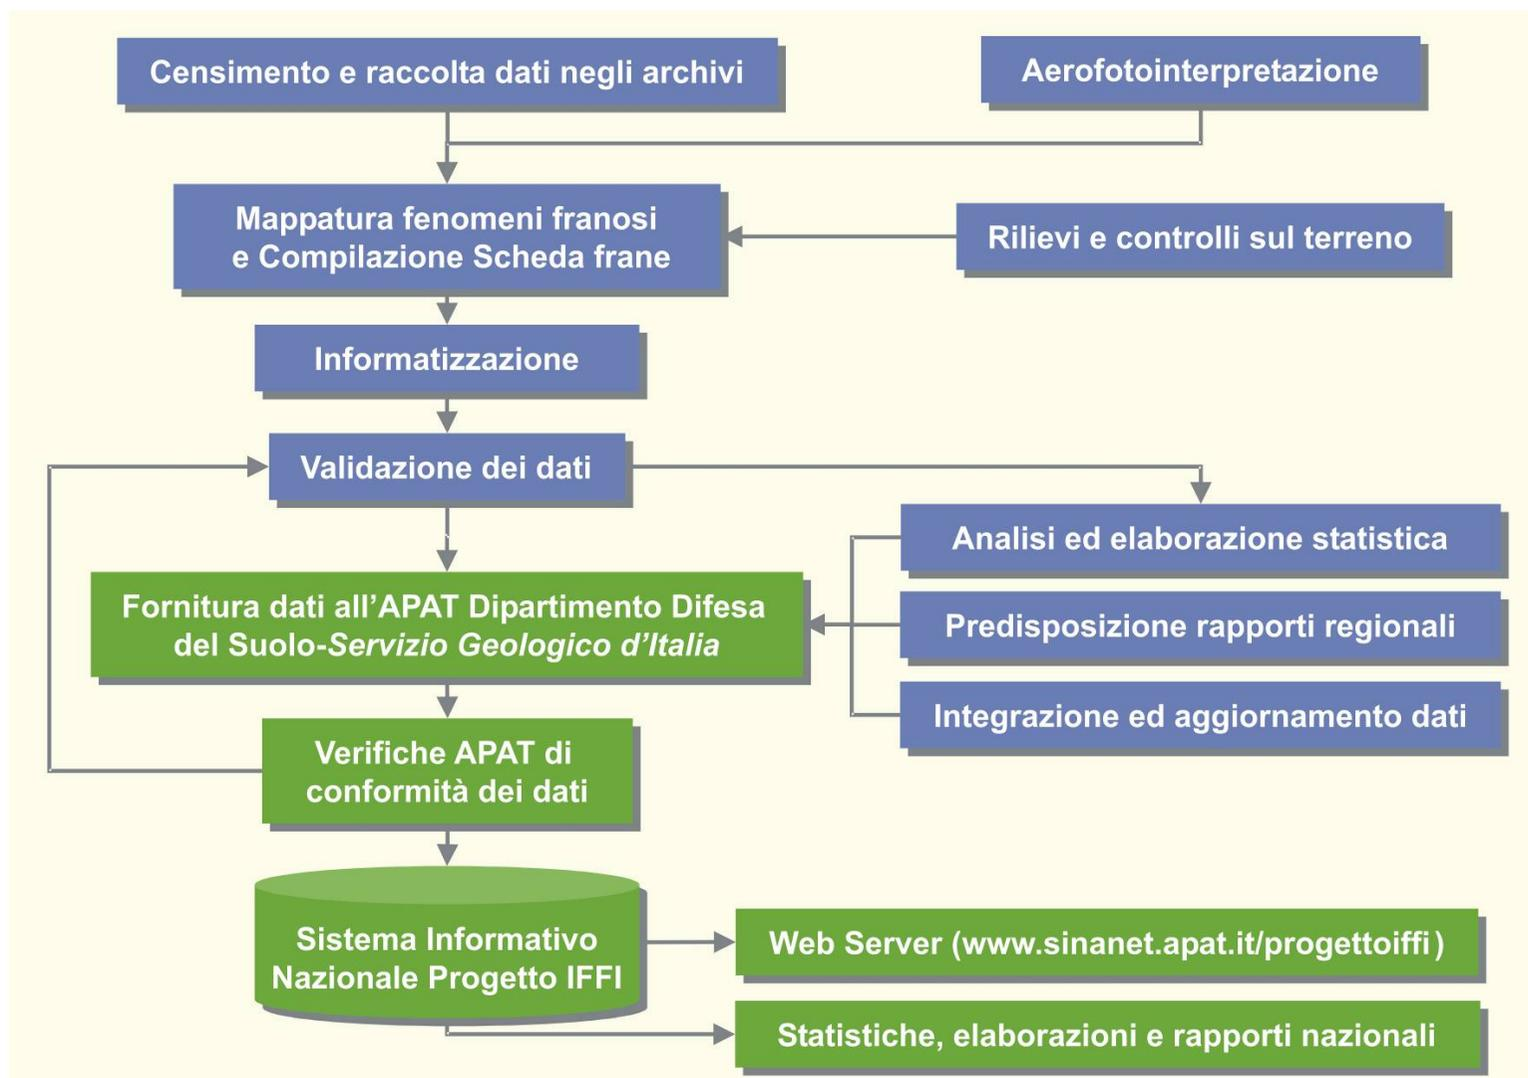 Censimento e raccolta dati negli archivi
Aerofotointerpretazione
Mappatura fenomeni franosi
e Compilazione Scheda frane
Rilievi e controlli sul terreno
Informatizzazione
Validazione dei dati
Analisi ed elaborazione statistica
Fornitura dati all’APAT Dipartimento Difesa
del Suolo-Servizio Geologico d’Italia
Predisposizione rapporti regionali
Integrazione ed aggiornamento dati
Verifiche APAT di
conformità dei dati
Sistema Informativo
Nazionale Progetto IFFI
Web Server (www.sinanet.apat.it/progettoiffi)
Statistiche, elaborazioni e rapporti nazionali